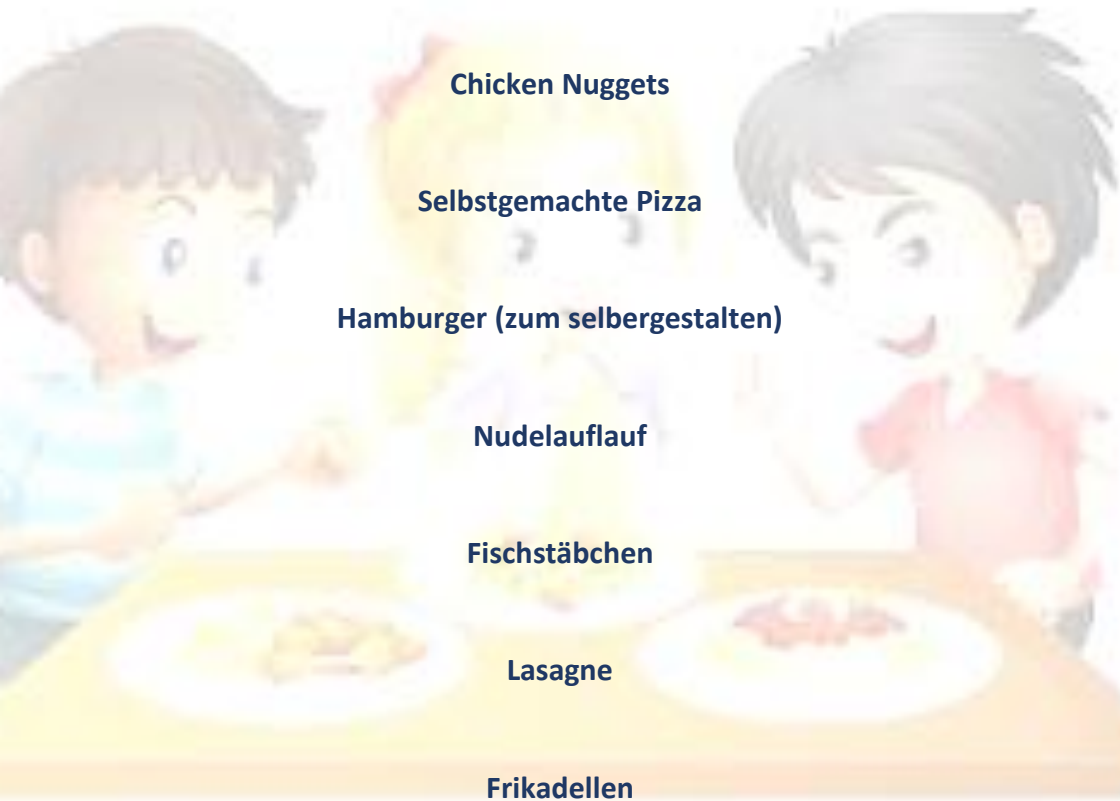 Chicken Nuggets
Selbstgemachte Pizza
Hamburger (zum selbergestalten)
Nudelauflauf
Fischstäbchen
Lasagne
Frikadellen